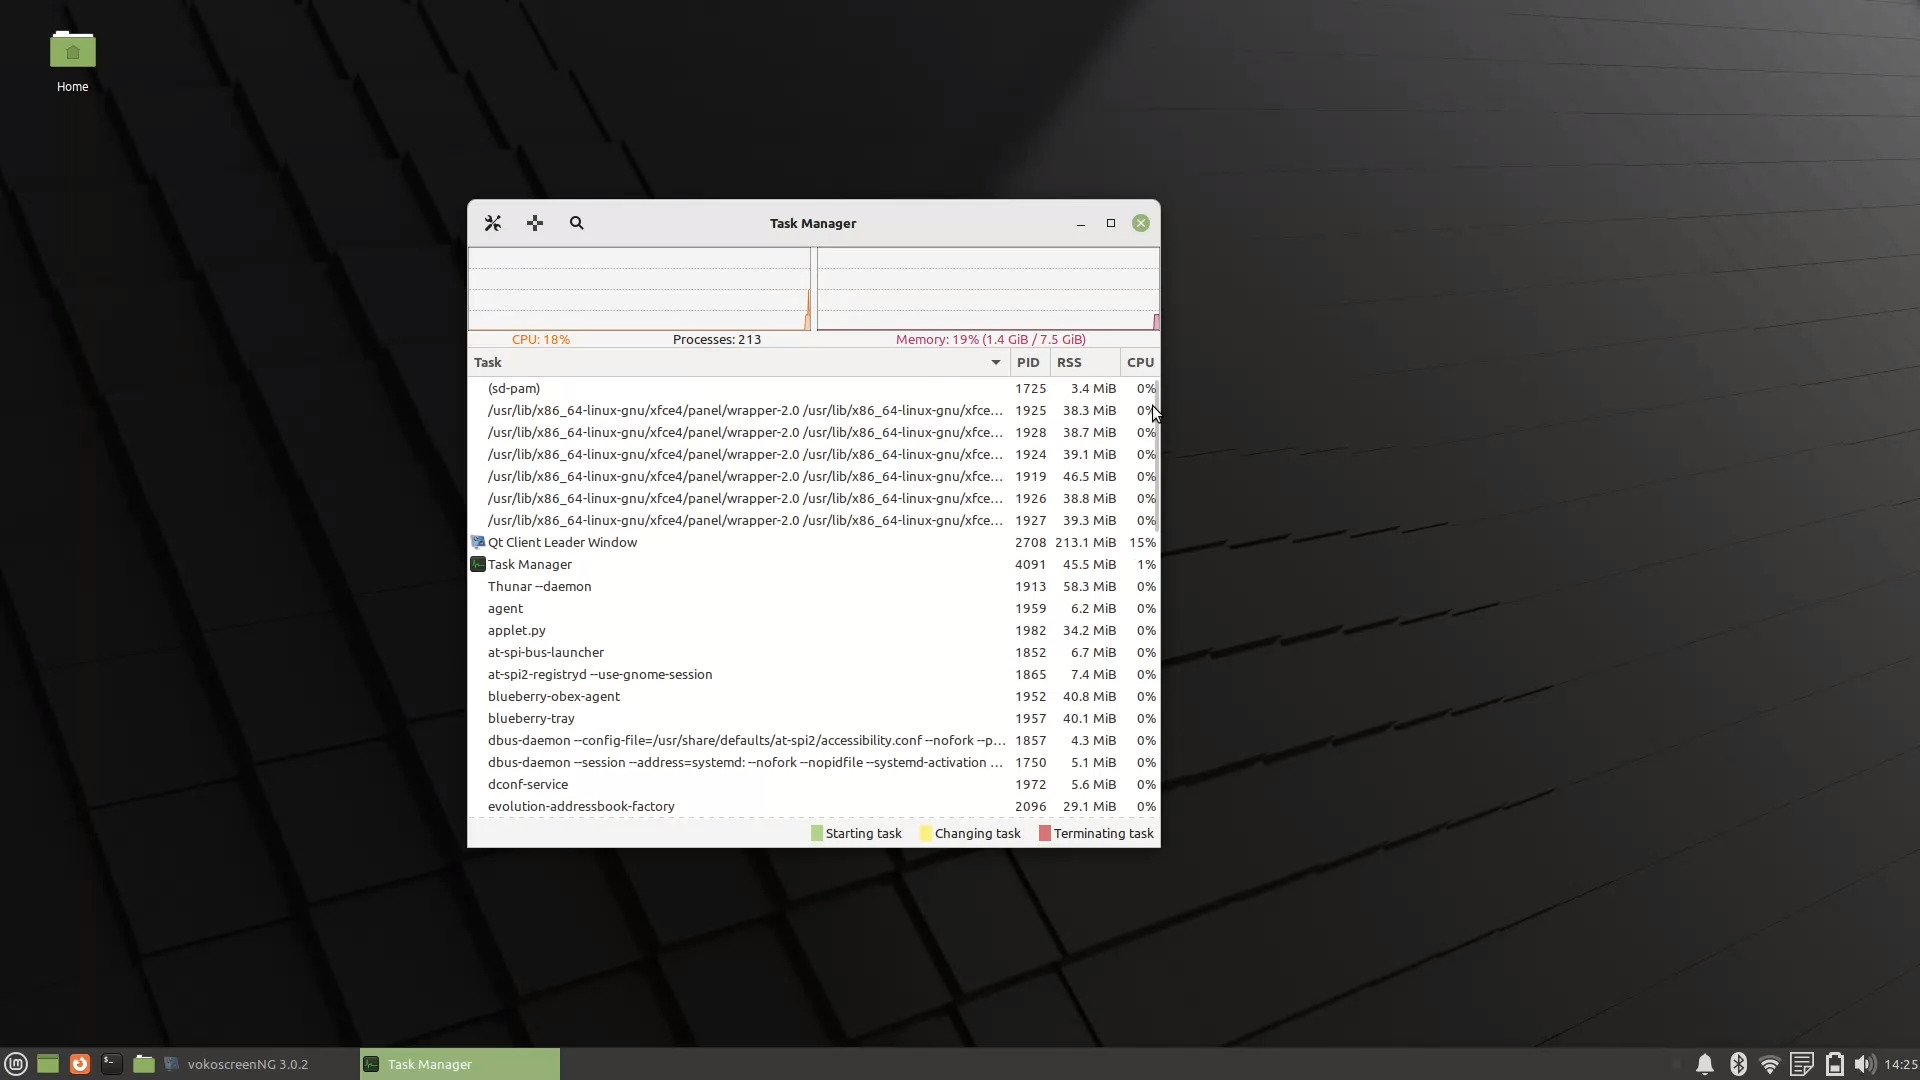 Home
Task Manager
CPU: 18% Processes: 213 Memory: 19% (1.4 GiB / 7.5 GiB)
Task PID RSS CPU
(sd-pam) 1725 3.4 MiB 0%
/usr/lib/x86_64-linux-gnu/xfce4/panel/wrapper-2.0 /usr/lib/x86_64-linux-gnu/xfce... 1925 38.3 MiB 0%
/usr/lib/x86_64-linux-gnu/xfce4/panel/wrapper-2.0 /usr/lib/x86_64-linux-gnu/xfce... 1928 38.7 MiB 0%
/usr/lib/x86_64-linux-gnu/xfce4/panel/wrapper-2.0 /usr/lib/x86_64-linux-gnu/xfce... 1924 39.1 MiB 0%
/usr/lib/x86_64-linux-gnu/xfce4/panel/wrapper-2.0 /usr/lib/x86_64-linux-gnu/xfce... 1919 46.5 MiB 0%
/usr/lib/x86_64-linux-gnu/xfce4/panel/wrapper-2.0 /usr/lib/x86_64-linux-gnu/xfce... 1926 38.8 MiB 0%
/usr/lib/x86_64-linux-gnu/xfce4/panel/wrapper-2.0 /usr/lib/x86_64-linux-gnu/xfce... 1927 39.3 MiB 0%
Qt Client Leader Window 2708 213.1 MiB 15%
Task Manager 4091 45.5 MiB 1%
Thunar --daemon 1913 58.3 MiB 0%
agent 1959 6.2 MiB 0%
applet.py 1982 34.2 MiB 0%
at-spi-bus-launcher 1852 6.7 MiB 0%
at-spi2-registryd --use-gnome-session 1865 7.4 MiB 0%
blueberry-obex-agent 1952 40.8 MiB 0%
blueberry-tray 1957 40.1 MiB 0%
dbus-daemon --config-file=/usr/share/defaults/at-spi2/accessibility.conf --nofork --p... 1857 4.3 MiB 0%
dbus-daemon --session --address=systemd: --nofork --nopidfile --systemd-activation ... 1750 5.1 MiB 0%
dconf-service 1972 5.6 MiB 0%
evolution-addressbook-factory 2096 29.1 MiB 0%
Starting task Changing task Terminating task
vokoscreenNG 3.0.2 Task Manager 14:25